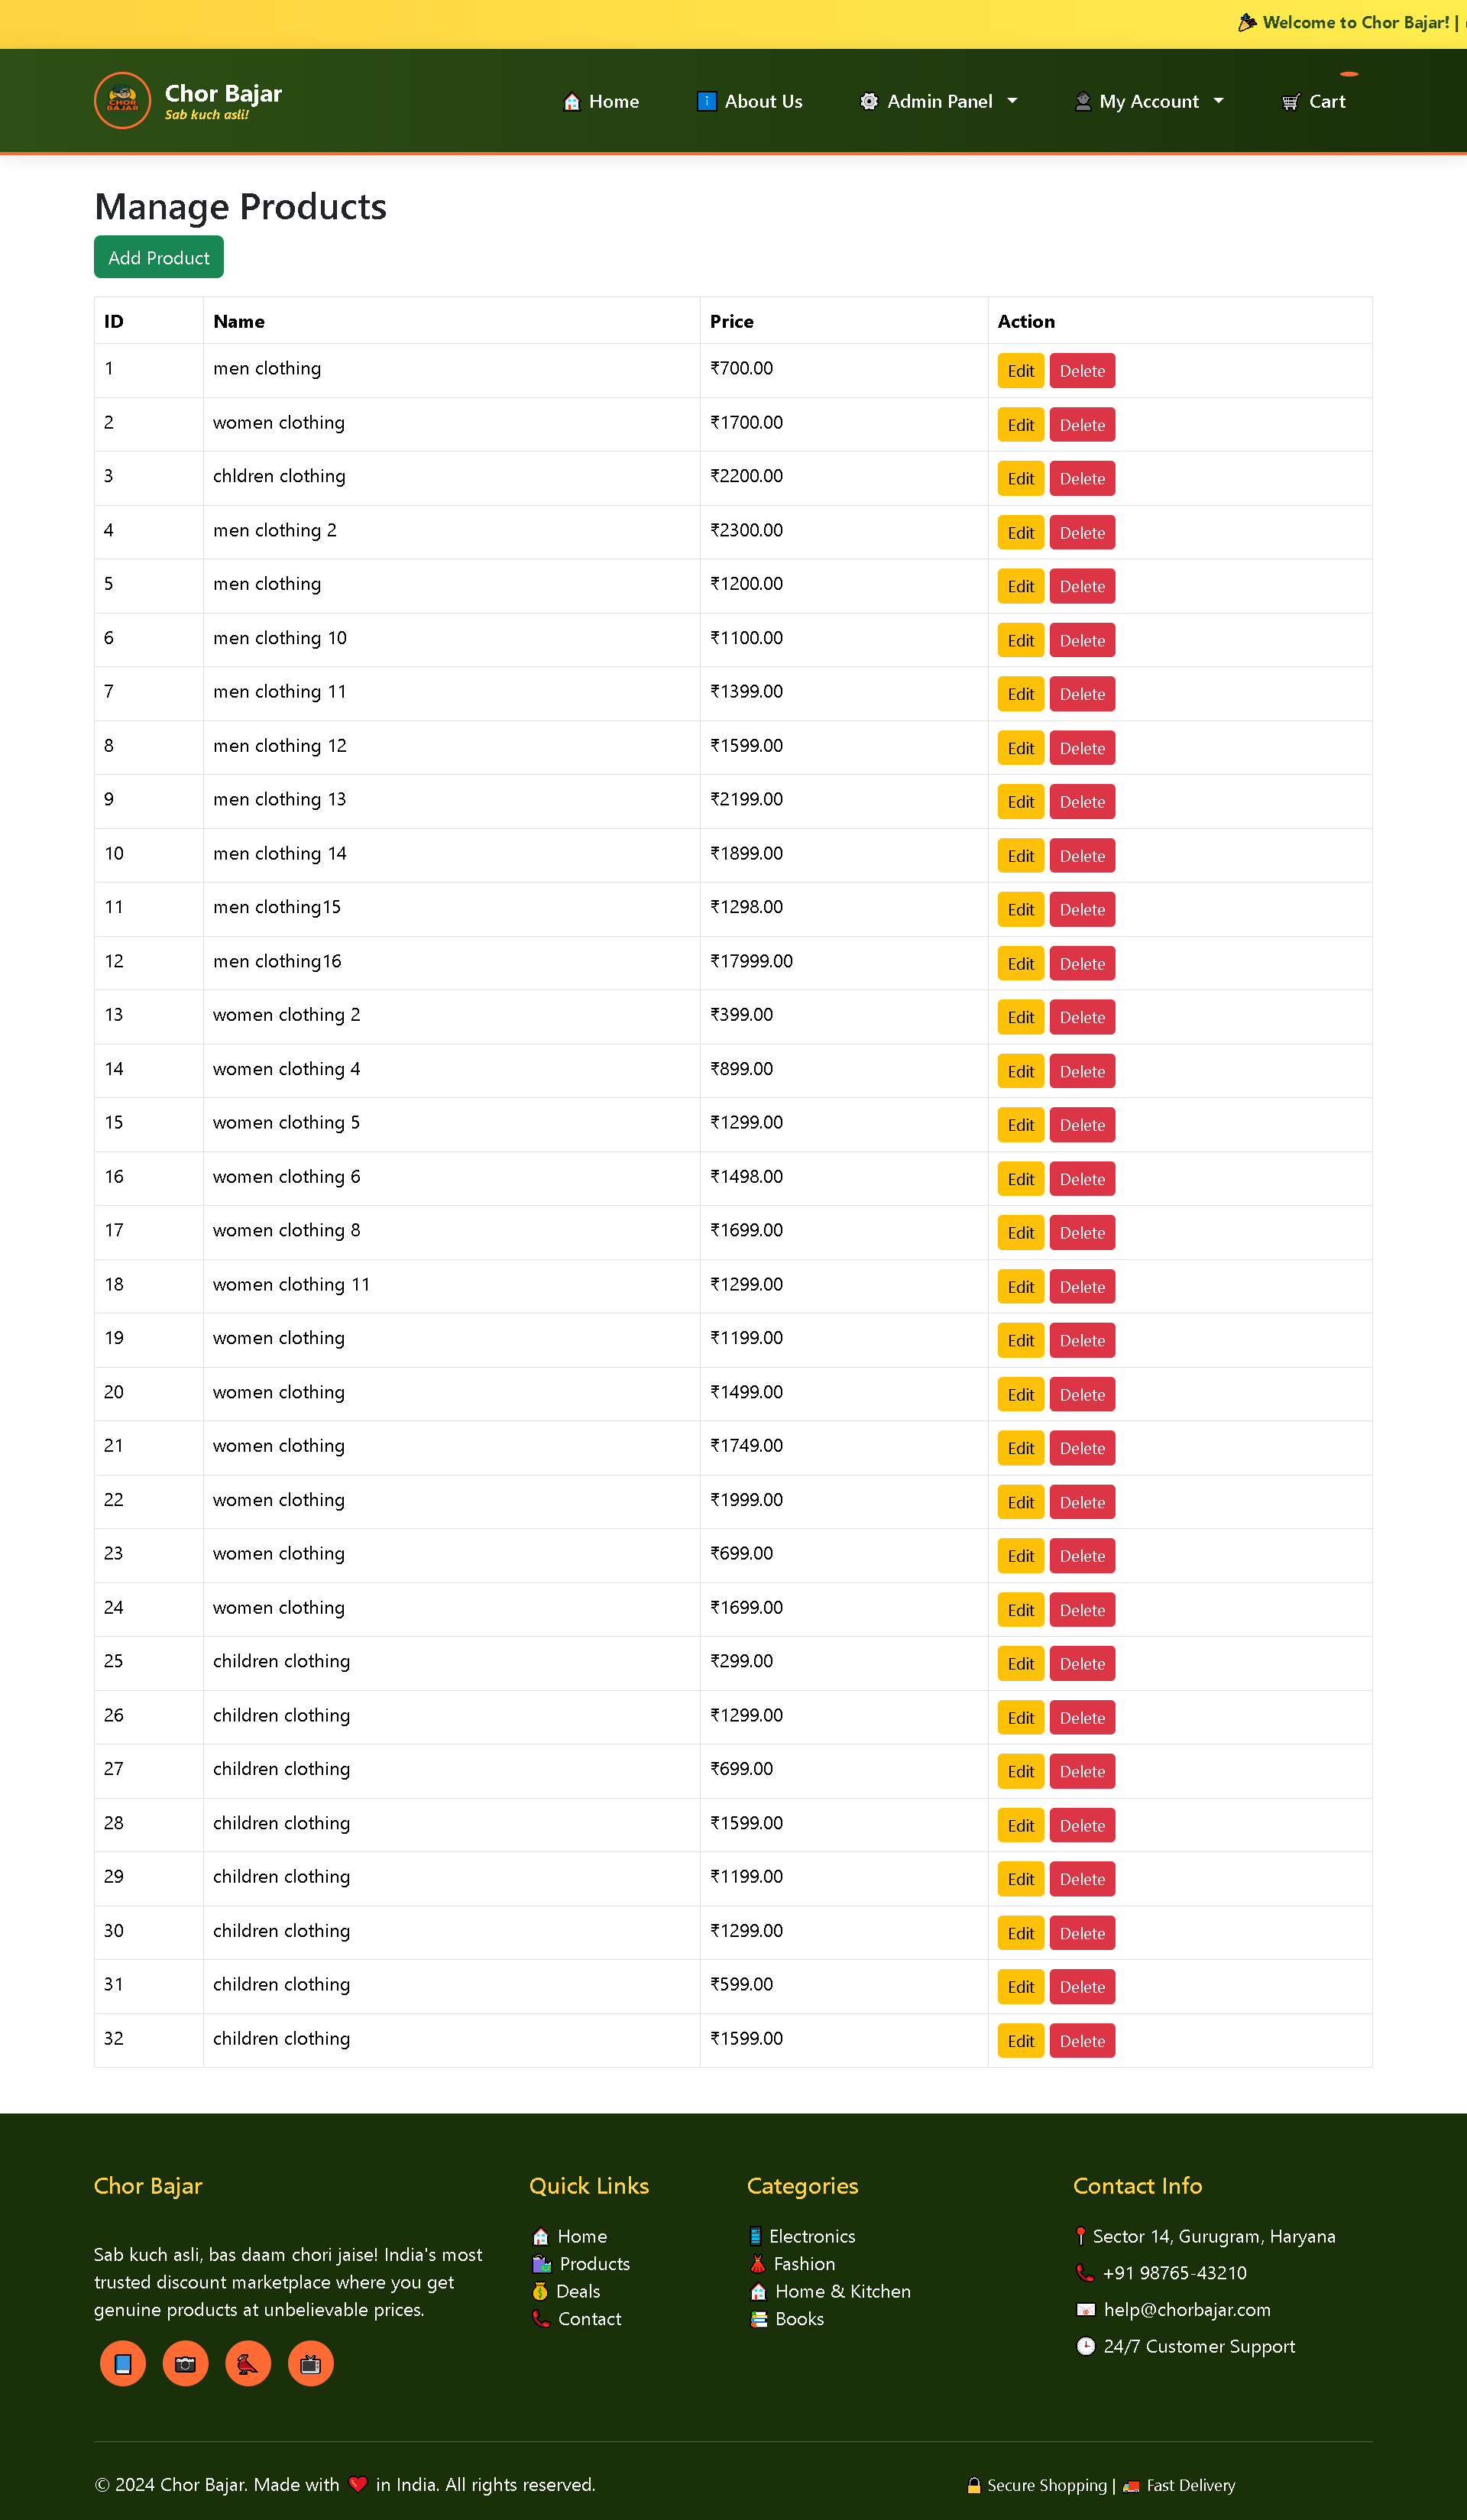 Welcome to Chor Bajar! |
CHOR BAJAR
Chor Bajar
Sab kuch asli!
Home
About Us
Admin Panel
My Account
Cart
Manage Products
Add Product
ID Name Price Action
1 men clothing ₹700.00 Edit Delete
2 women clothing ₹1700.00 Edit Delete
3 chldren clothing ₹2200.00 Edit Delete
4 men clothing 2 ₹2300.00 Edit Delete
5 men clothing ₹1200.00 Edit Delete
6 men clothing 10 ₹1100.00 Edit Delete
7 men clothing 11 ₹1399.00 Edit Delete
8 men clothing 12 ₹1599.00 Edit Delete
9 men clothing 13 ₹2199.00 Edit Delete
10 men clothing 14 ₹1899.00 Edit Delete
11 men clothing15 ₹1298.00 Edit Delete
12 men clothing16 ₹17999.00 Edit Delete
13 women clothing 2 ₹399.00 Edit Delete
14 women clothing 4 ₹899.00 Edit Delete
15 women clothing 5 ₹1299.00 Edit Delete
16 women clothing 6 ₹1498.00 Edit Delete
17 women clothing 8 ₹1699.00 Edit Delete
18 women clothing 11 ₹1299.00 Edit Delete
19 women clothing ₹1199.00 Edit Delete
20 women clothing ₹1499.00 Edit Delete
21 women clothing ₹1749.00 Edit Delete
22 women clothing ₹1999.00 Edit Delete
23 women clothing ₹699.00 Edit Delete
24 women clothing ₹1699.00 Edit Delete
25 children clothing ₹299.00 Edit Delete
26 children clothing ₹1299.00 Edit Delete
27 children clothing ₹699.00 Edit Delete
28 children clothing ₹1599.00 Edit Delete
29 children clothing ₹1199.00 Edit Delete
30 children clothing ₹1299.00 Edit Delete
31 children clothing ₹599.00 Edit Delete
32 children clothing ₹1599.00 Edit Delete
Chor Bajar
Sab kuch asli, bas daam chori jaise! India's most
trusted discount marketplace where you get
genuine products at unbelievable prices.
Quick Links
Home
Products
Deals
Contact
Categories
Electronics
Fashion
Home & Kitchen
Books
Contact Info
Sector 14, Gurugram, Haryana
+91 98765-43210
help@chorbajar.com
24/7 Customer Support
© 2024 Chor Bajar. Made with ❤️ in India. All rights reserved.
Secure Shopping | Fast Delivery